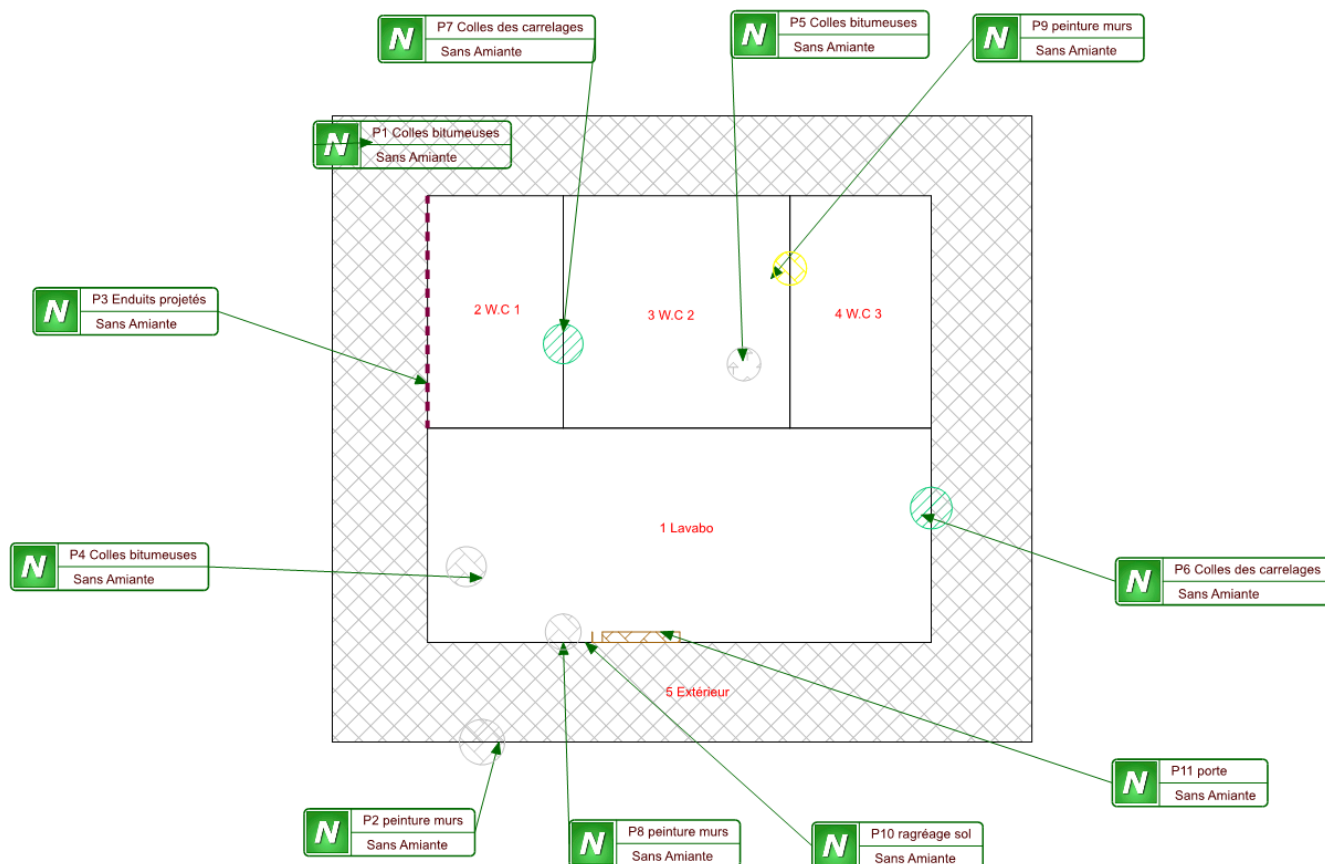 N
P7 Colles des carrelages
Sans Amiante
N
P5 Colles bitumeuses
Sans Amiante
N
P9 peinture murs
Sans Amiante
N
P1 Colles bitumeuses
Sans Amiante
N
P3 Enduits projetés
Sans Amiante
2 W.C 1
3 W.C 2
4 W.C 3
1 Lavabo
N
P4 Colles bitumeuses
Sans Amiante
N
P6 Colles des carrelages
Sans Amiante
5 Extérieur
N
P11 porte
Sans Amiante
N
P2 peinture murs
Sans Amiante
N
P8 peinture murs
Sans Amiante
N
P10 ragréage sol
Sans Amiante